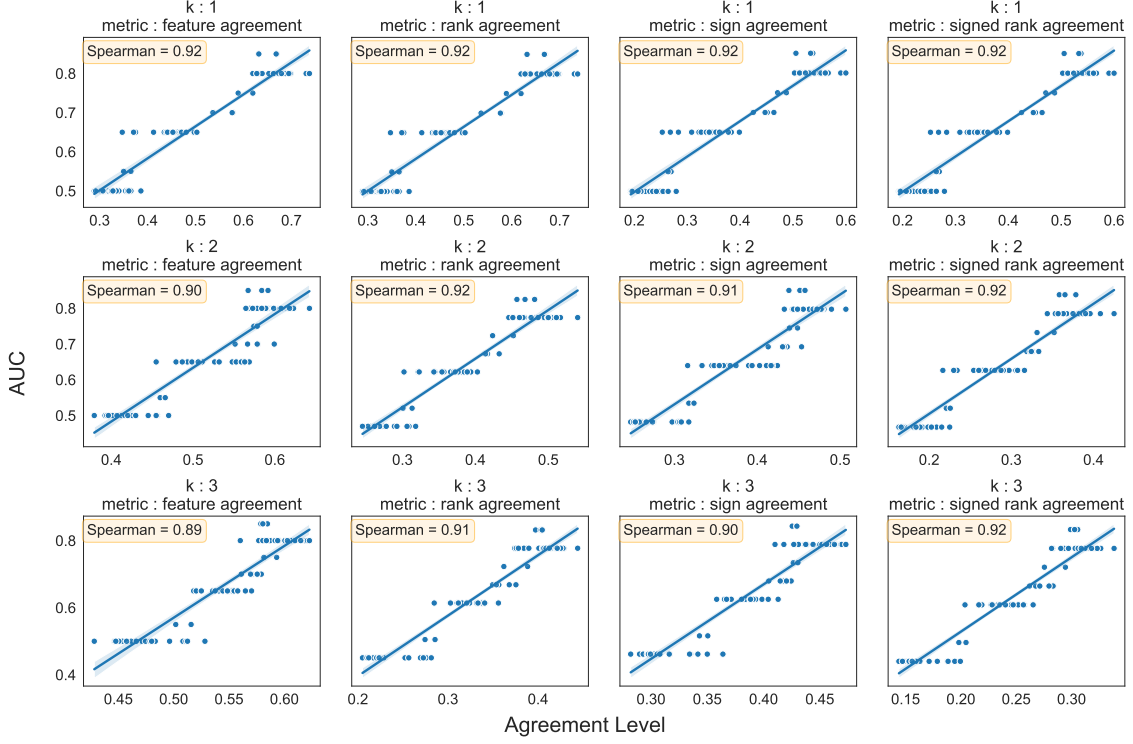 k : 1
metric : feature agreement
k : 1
metric : rank agreement
k : 1
metric : sign agreement
k : 1
metric : signed rank agreement
Spearman = 0.92
Spearman = 0.92
Spearman = 0.92
Spearman = 0.92
0.8
0.7
0.6
0.5
0.3 0.4 0.5 0.6 0.7
0.3 0.4 0.5 0.6 0.7
0.2 0.3 0.4 0.5 0.6
0.2 0.3 0.4 0.5 0.6
k : 2
metric : feature agreement
k : 2
metric : rank agreement
k : 2
metric : sign agreement
k : 2
metric : signed rank agreement
Spearman = 0.90
Spearman = 0.92
Spearman = 0.91
Spearman = 0.92
0.8
0.7
0.6
0.5
AUC
0.4 0.5 0.6
0.3 0.4 0.5
0.3 0.4 0.5
0.2 0.3 0.4
k : 3
metric : feature agreement
k : 3
metric : rank agreement
k : 3
metric : sign agreement
k : 3
metric : signed rank agreement
Spearman = 0.89
Spearman = 0.91
Spearman = 0.90
Spearman = 0.92
0.8
0.6
0.4
0.45 0.50 0.55 0.60
0.2 0.3 0.4
0.30 0.35 0.40 0.45
0.15 0.20 0.25 0.30
Agreement Level